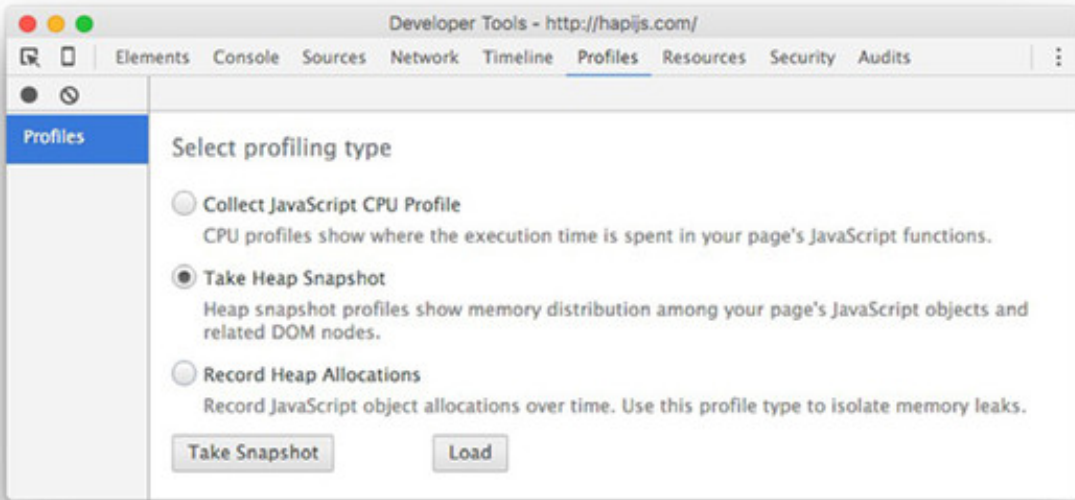 Developer Tools - http://hapijs.com/
Elements Console Sources Network Timeline Profiles Resources Security Audits
Profiles
Select profiling type
Collect JavaScript CPU Profile
CPU profiles show where the execution time is spent in your page's JavaScript functions.
Take Heap Snapshot
Heap snapshot profiles show memory distribution among your page's JavaScript objects and
related DOM nodes.
Record Heap Allocations
Record JavaScript object allocations over time. Use this profile type to isolate memory leaks.
Take Snapshot Load